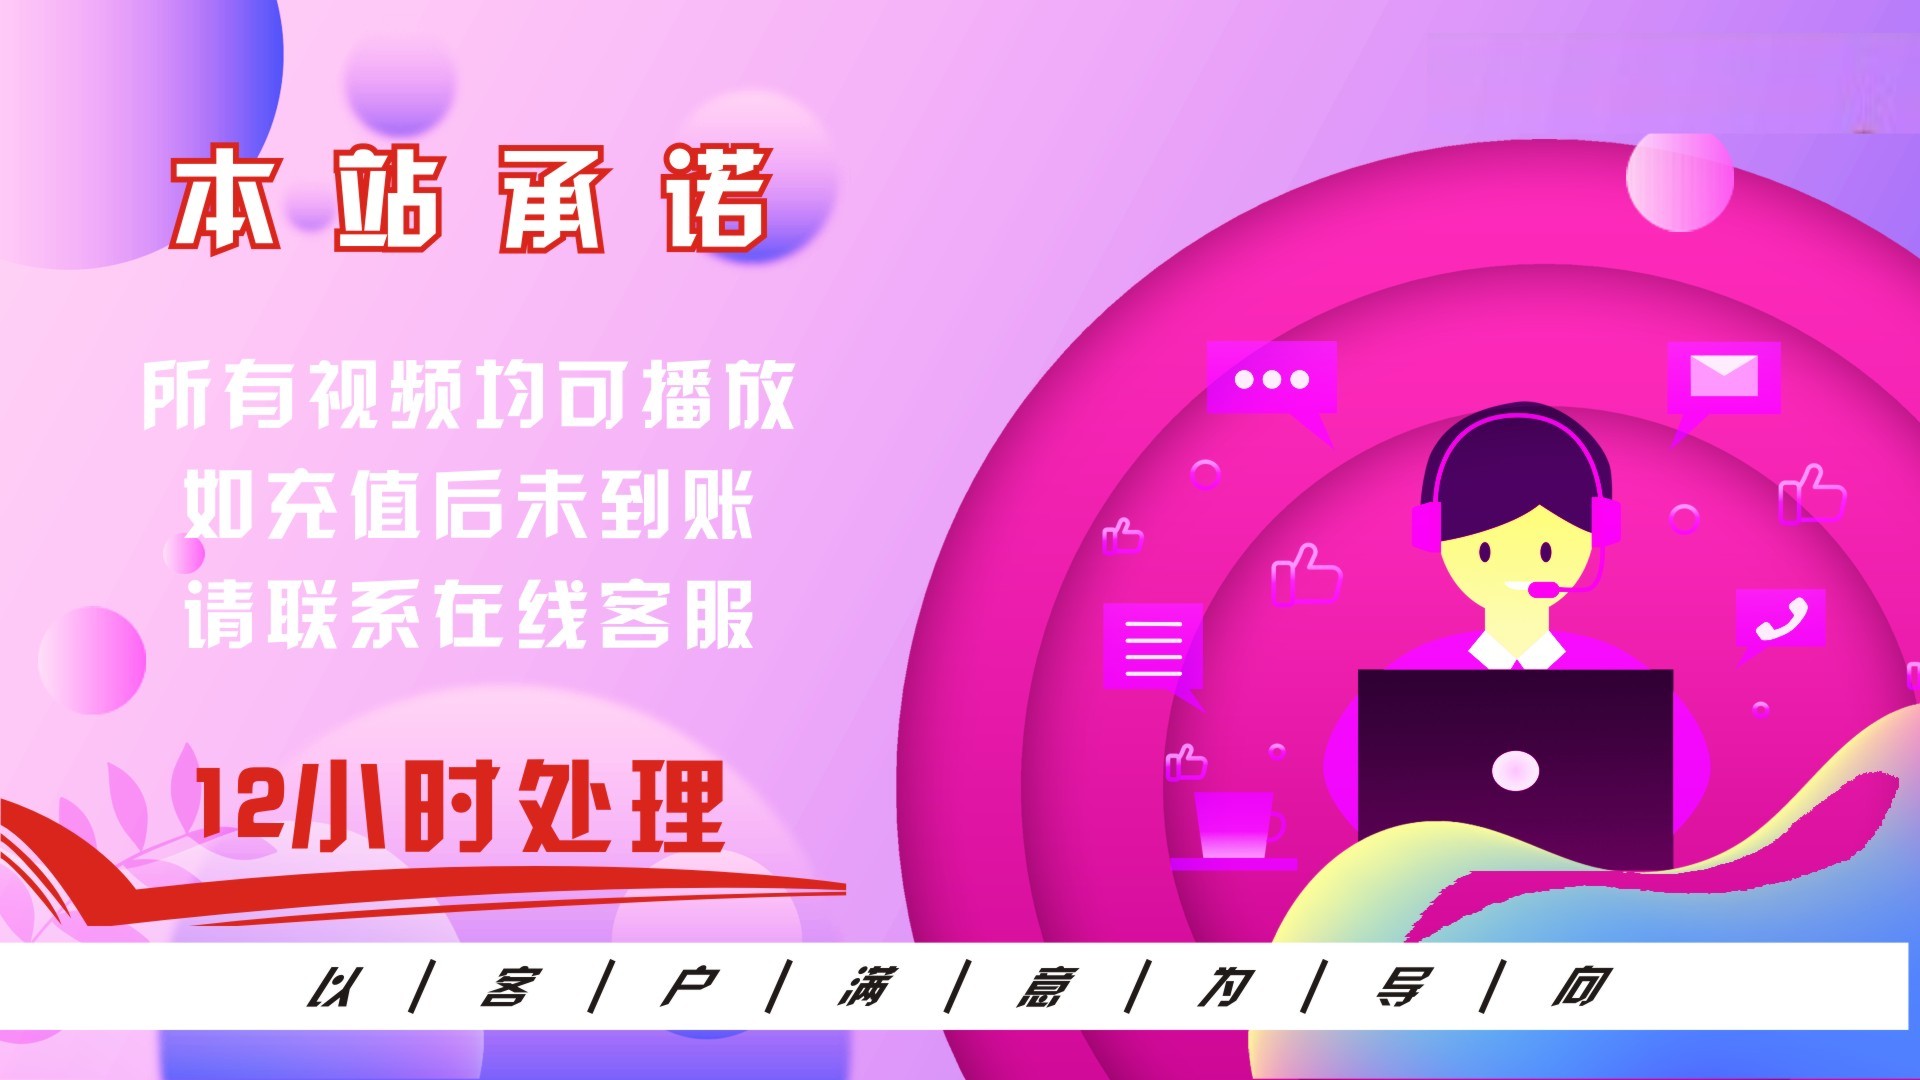 本站承诺
所有视频均可播放
如充值后未到账
请联系在线客服
12小时处理
以/客/户/满/意/为/导/向